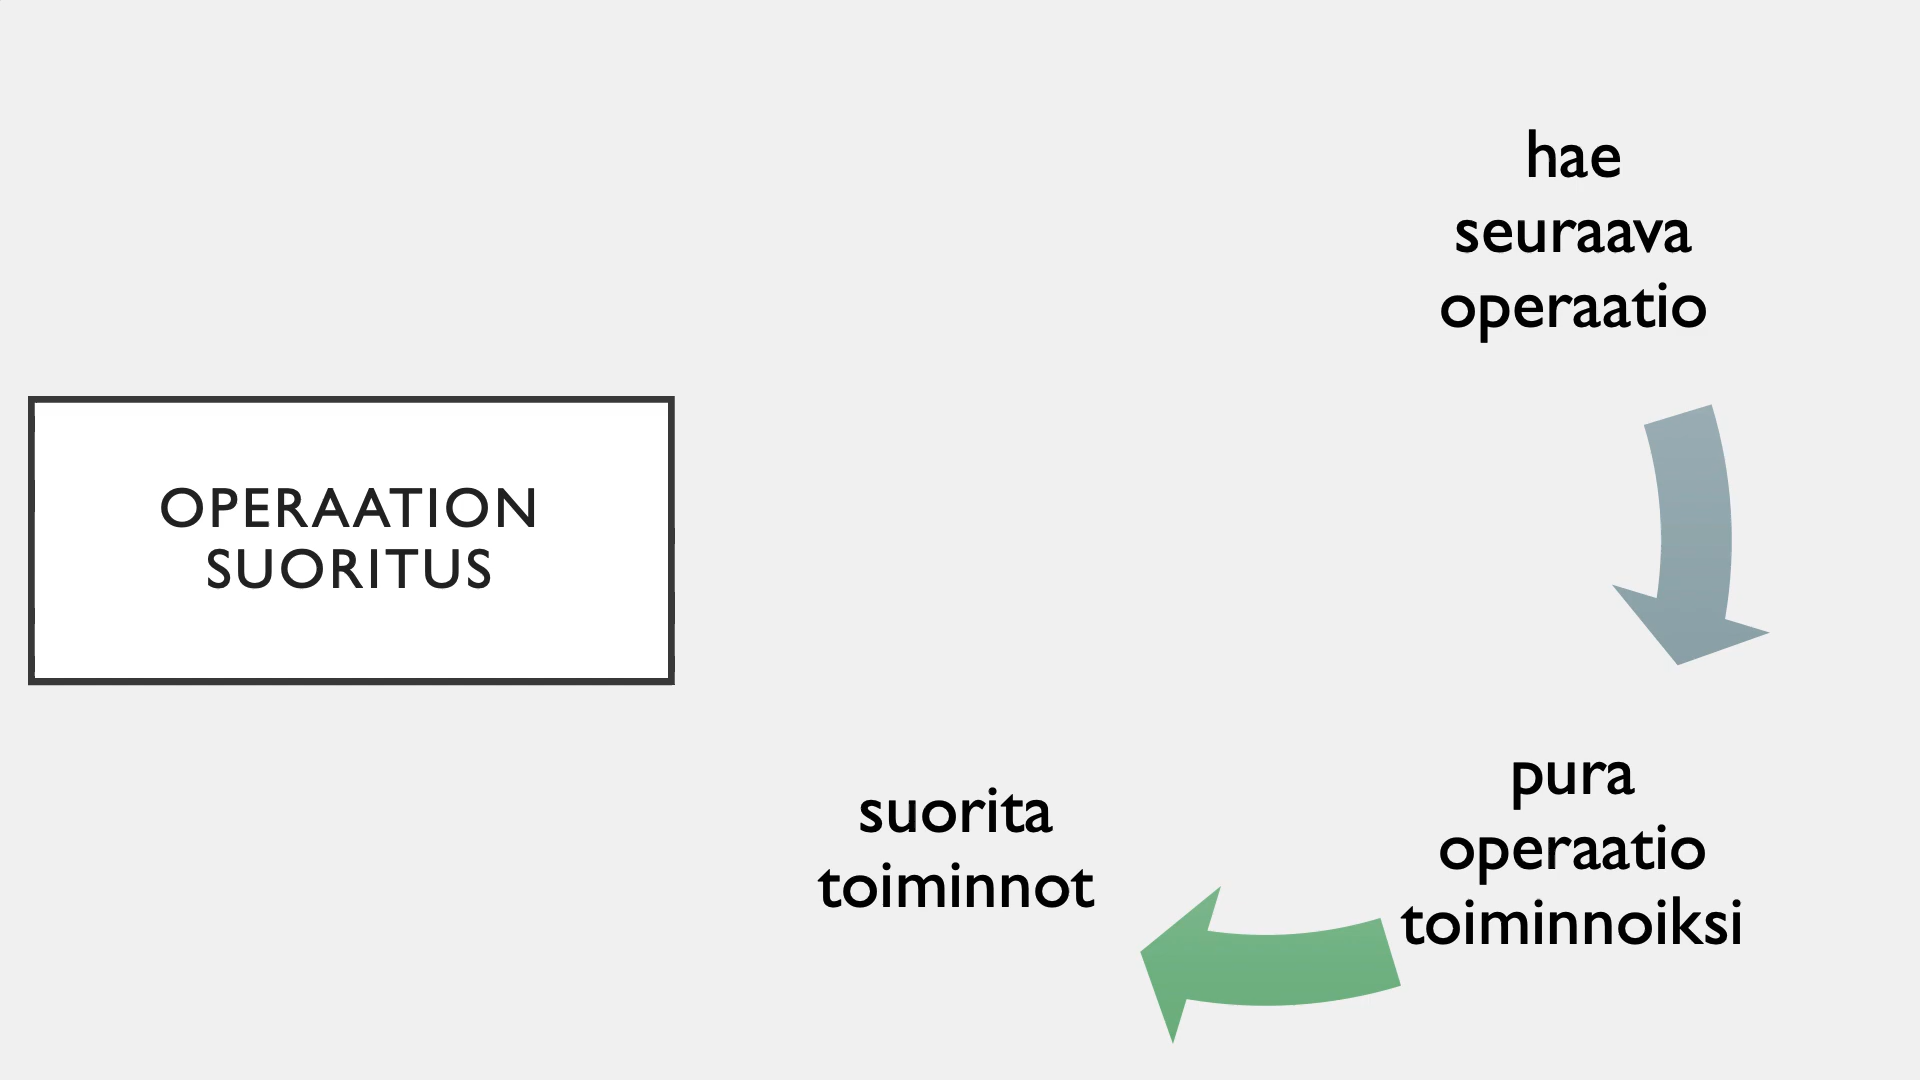 OPERAATION
SUORITUS
hae
seuraava
operaatio
pura
operaatio
toiminnoiksi
suorita
toiminnot